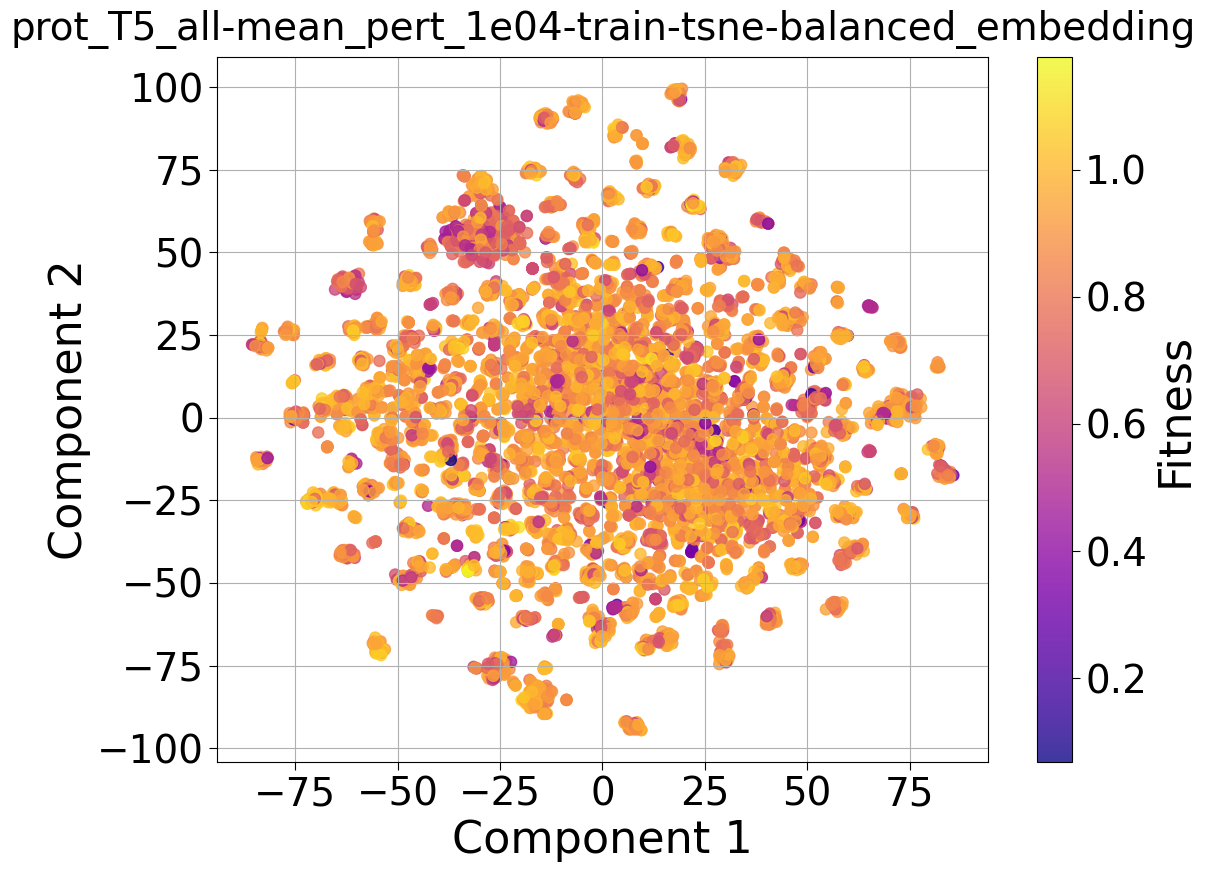 prot_T5_all-mean_pert_1e04-train-tsne-balanced_embedding
100
75
50
25
0
−25
−50
−75
−100
Component 2
−75 −50 −25 0 25 50 75
Component 1
1.0
0.8
0.6
0.4
0.2
Fitness